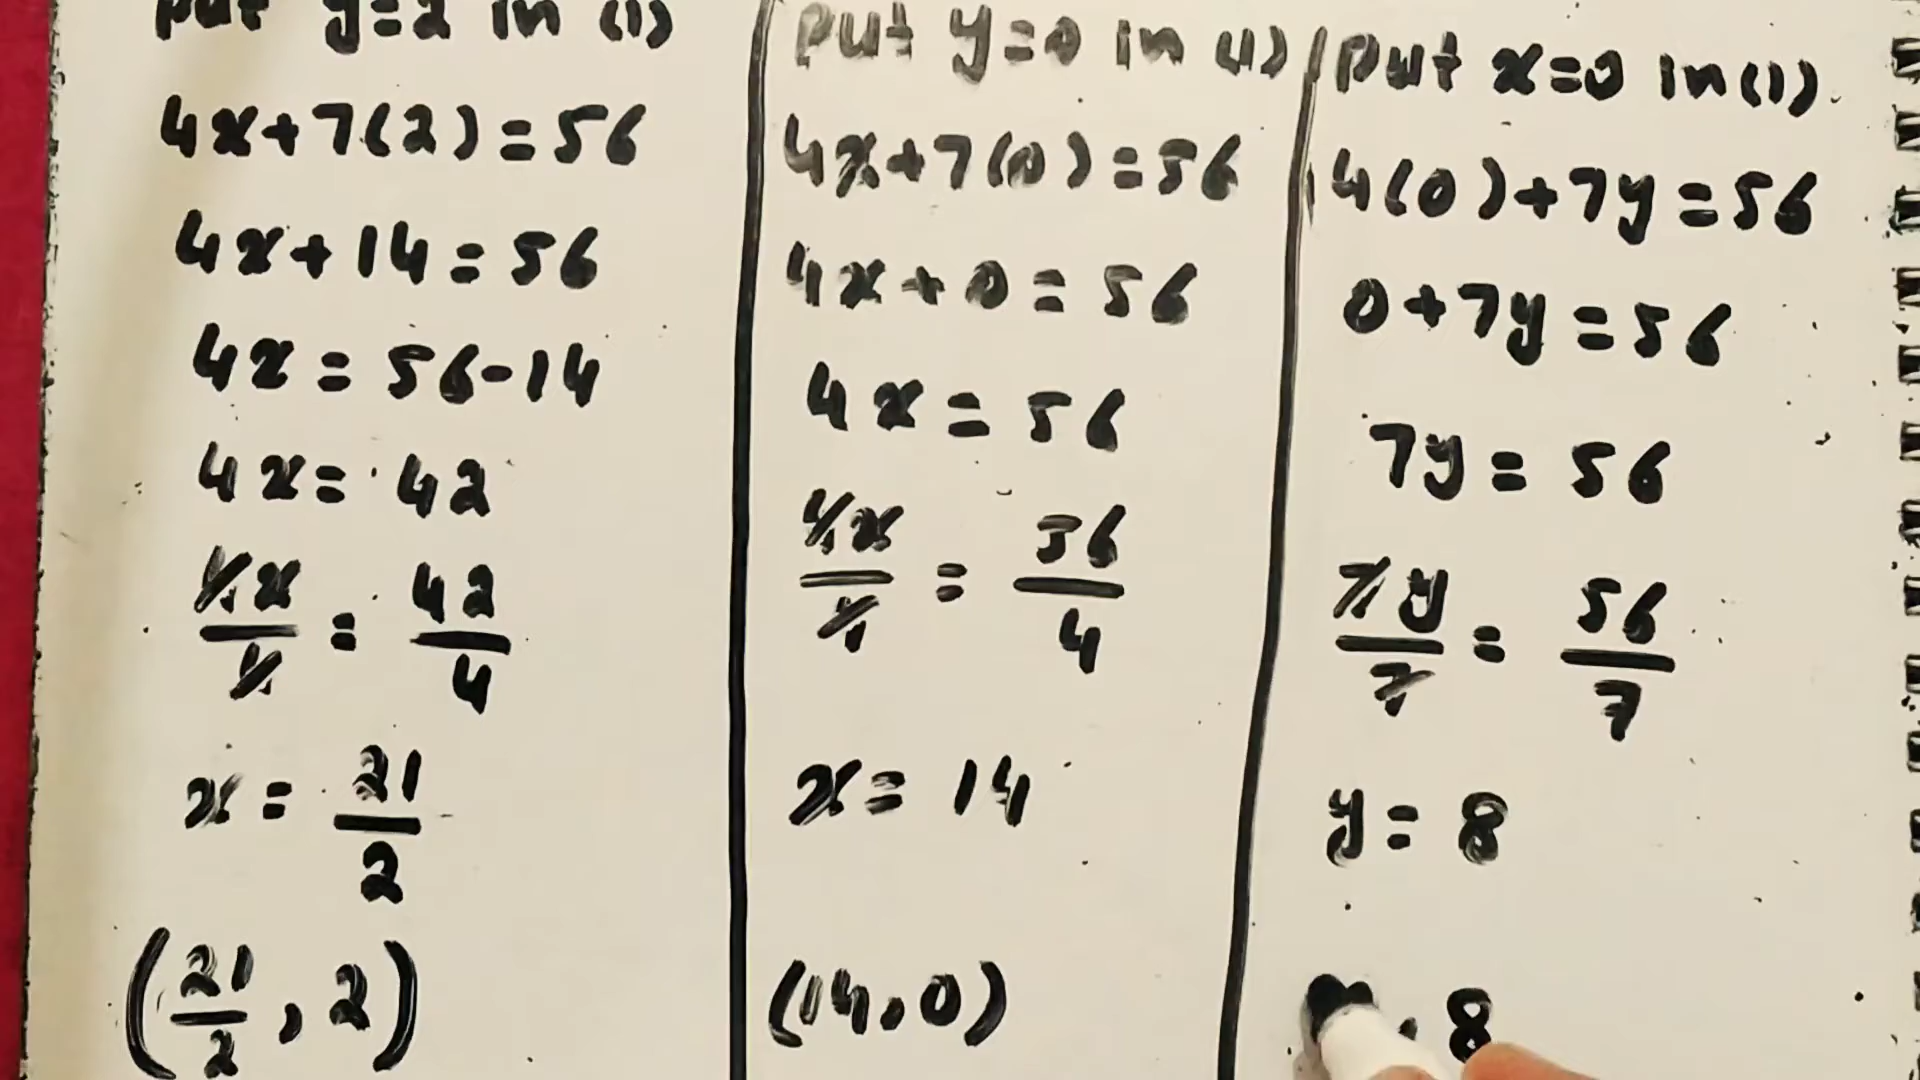 put y=2 in (1)
4x+7(2)=56
4x+14=56
4x=56-14
4x=42
4x/4=42/4
x=21/2
(21/2,2)
put y=0 in (1)
4x+7(0)=56
4x+0=56
4x=56
4x/4=56/4
x=14
(14,0)
put x=0 in(1)
4(0)+7y=56
0+7y=56
7y=56
7y/7=56/7
y=8
, 8